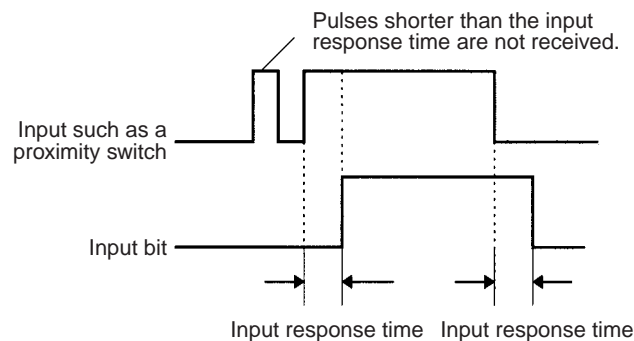 Pulses shorter than the input
response time are not received.
Input such as a
proximity switch
Input bit
Input response time
Input response time